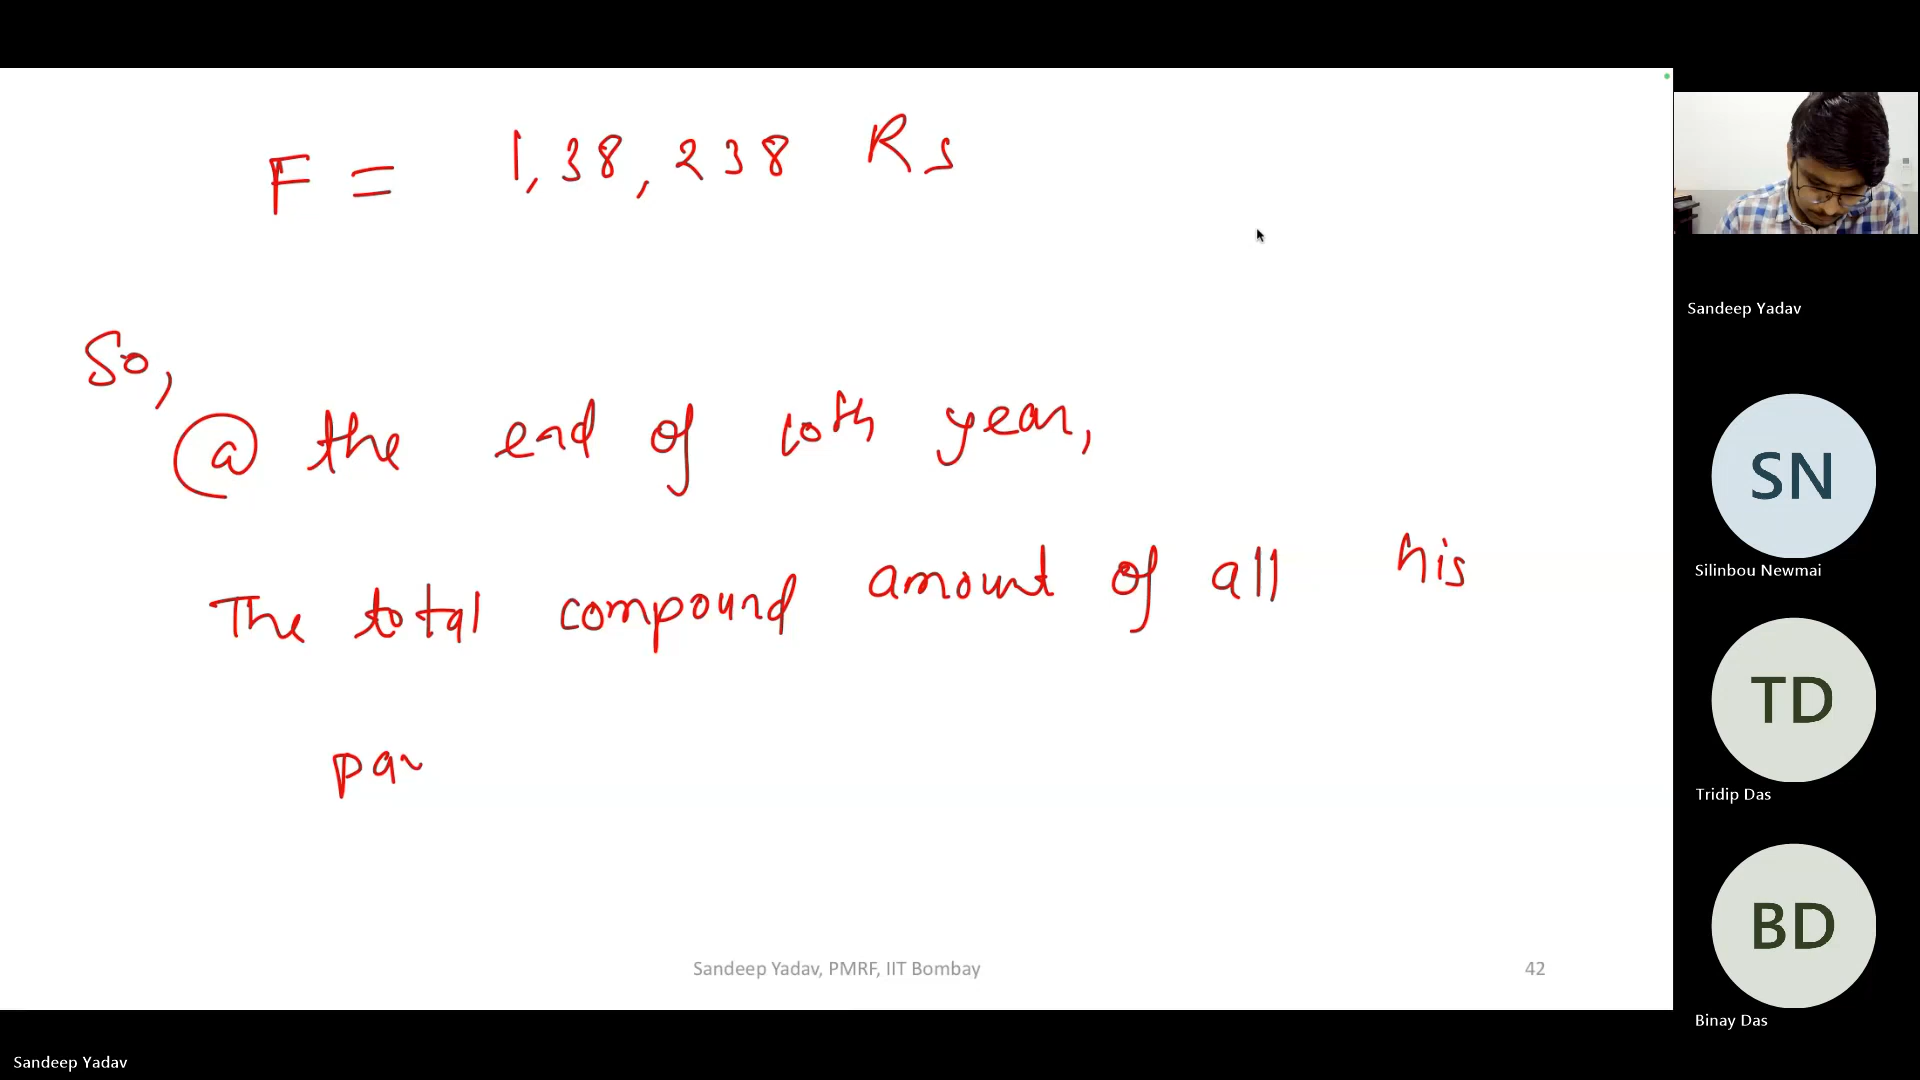 F = 1,38,238 Rs
So,
@ the end of 10th year,
The total compound amount of all his
pay
Sandeep Yadav, PMRF, IIT Bombay
42
Sandeep Yadav
SN
Silinbou Newmai
TD
Tridip Das
BD
Binay Das
Sandeep Yadav